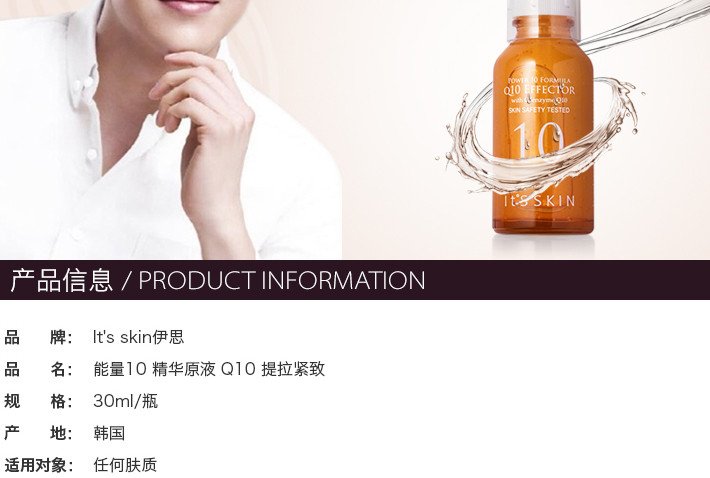 POWER 10 FORMULA
Q10 EFFECTOR
with Coenzyme Q10
SKIN SAFETY TESTED
10
It'S SKIN
产品信息 / PRODUCT INFORMATION
品 牌： It's skin伊思
品 名： 能量10 精华原液 Q10 提拉紧致
规 格： 30ml/瓶
产 地： 韩国
适用对象： 任何肤质